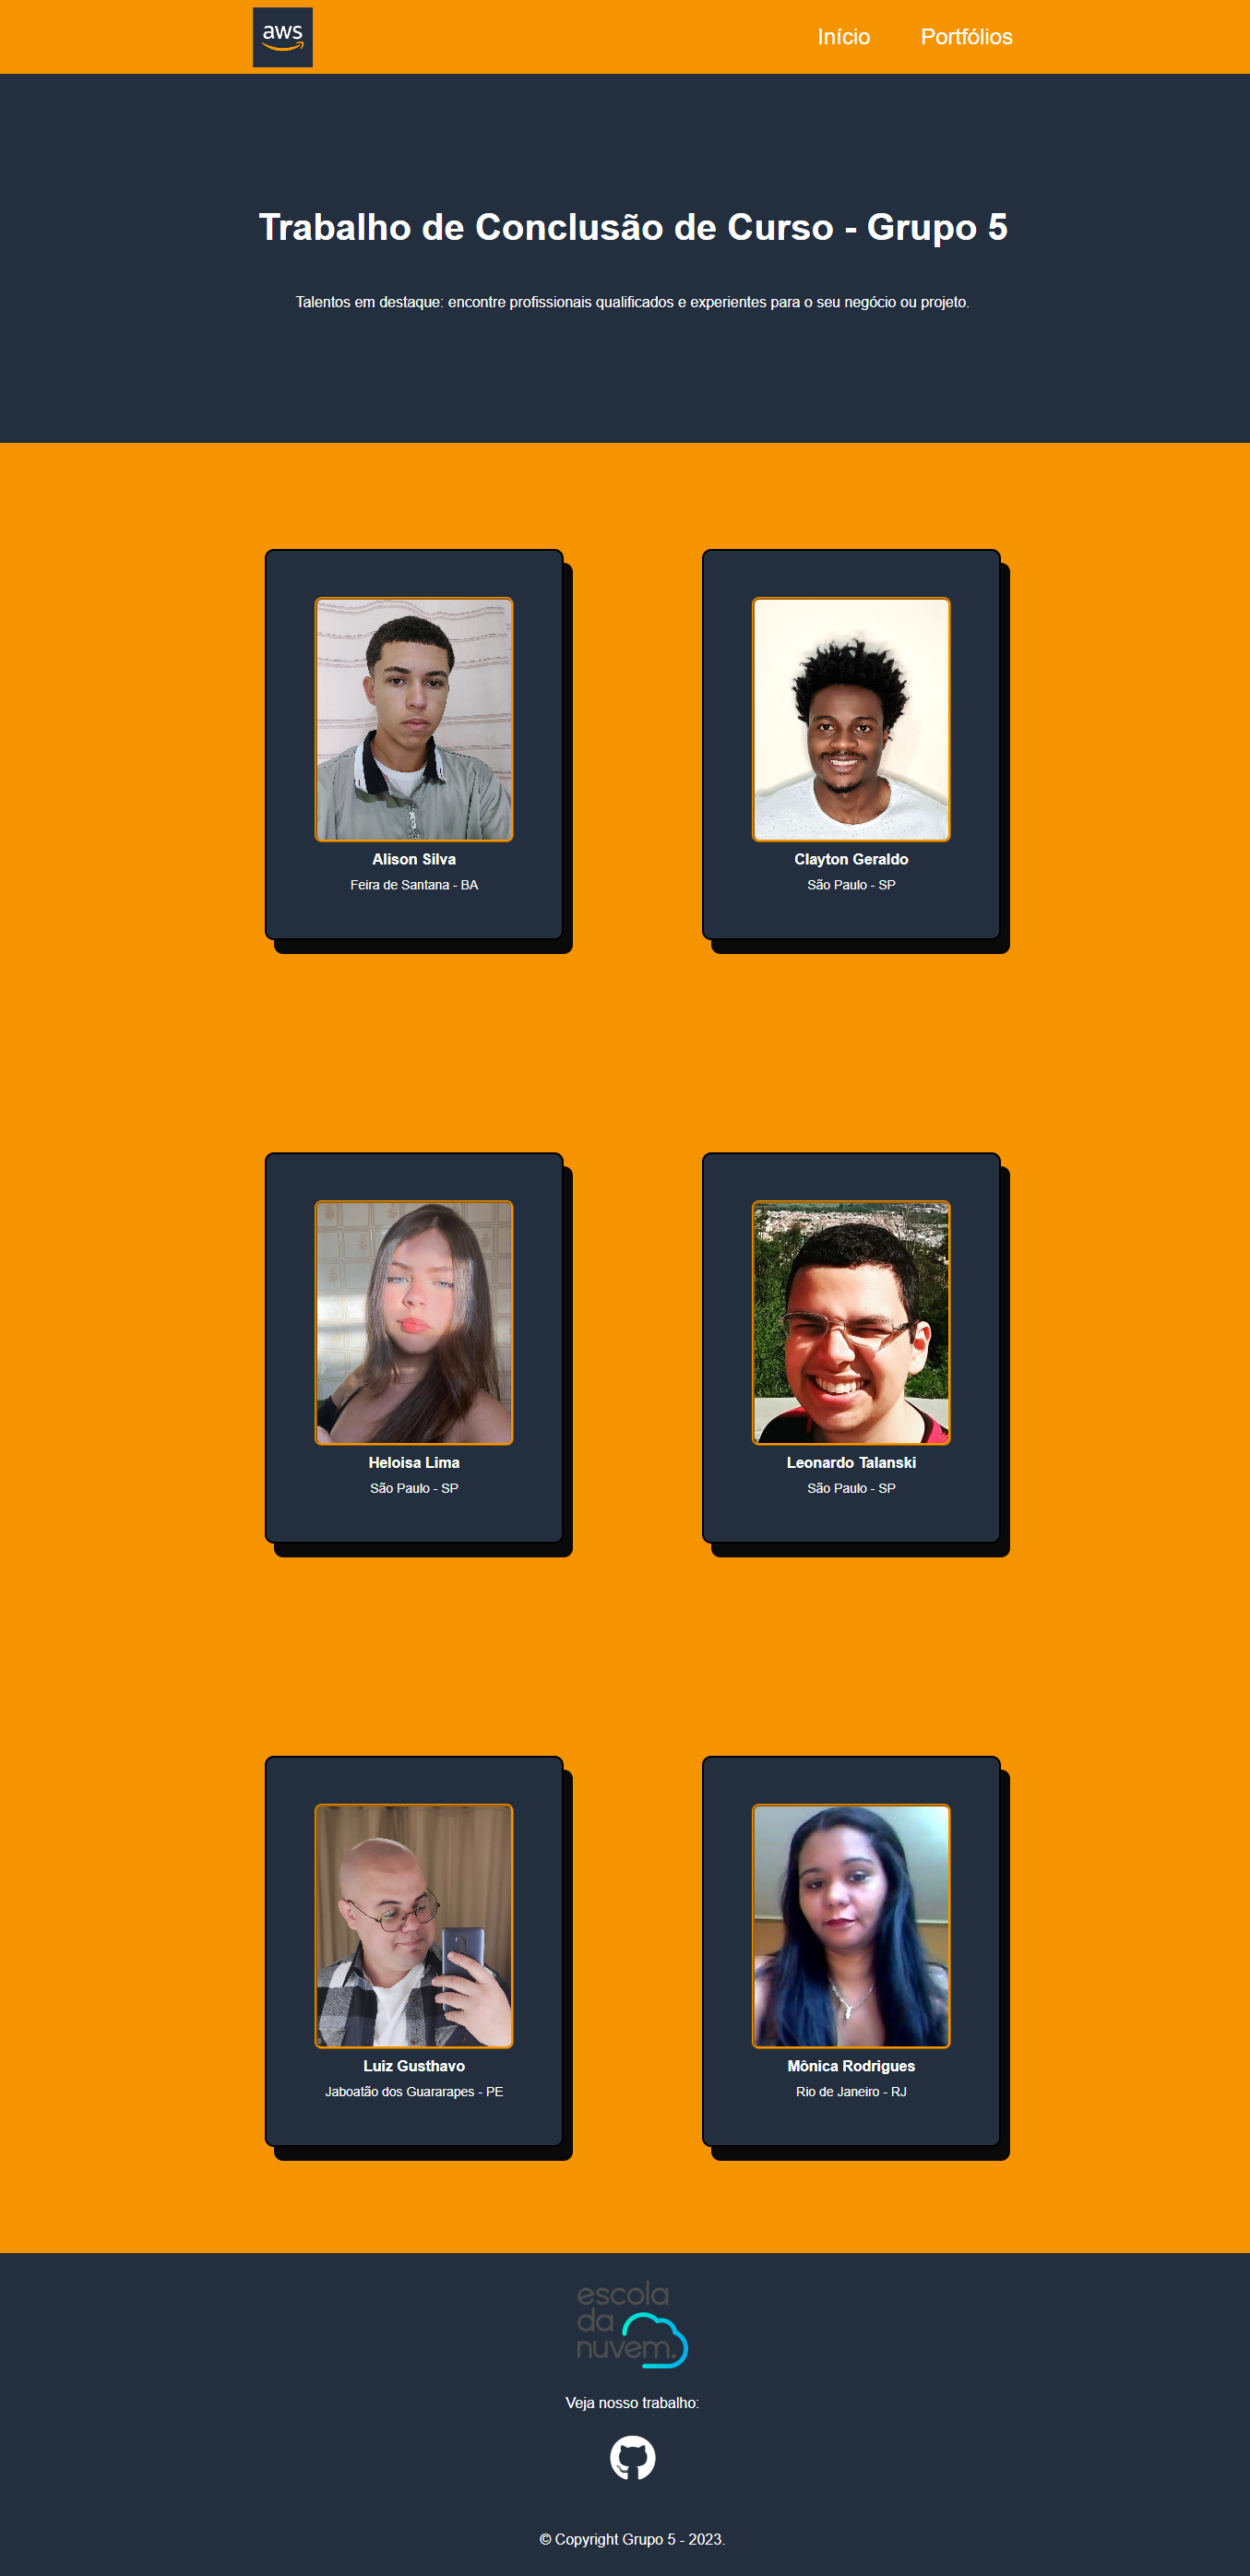 aws
Início
Portfólios
Trabalho de Conclusão de Curso - Grupo 5
Talentos em destaque: encontre profissionais qualificados e experientes para o seu negócio ou projeto.
Alison Silva
Feira de Santana - BA
Clayton Geraldo
São Paulo - SP
Heloisa Lima
São Paulo - SP
Leonardo Talanski
São Paulo - SP
Luiz Gusthavo
Jaboatão dos Guararapes - PE
Mônica Rodrigues
Rio de Janeiro - RJ
escola
da
nuvem.
Veja nosso trabalho:
© Copyright Grupo 5 - 2023.